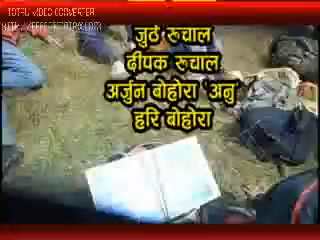 TOTAL VIDEO CONVERTER
जुठे रूचाल
दीपक रूचाल
अर्जुन बोहोरा 'अनु'
हरि बोहोरा